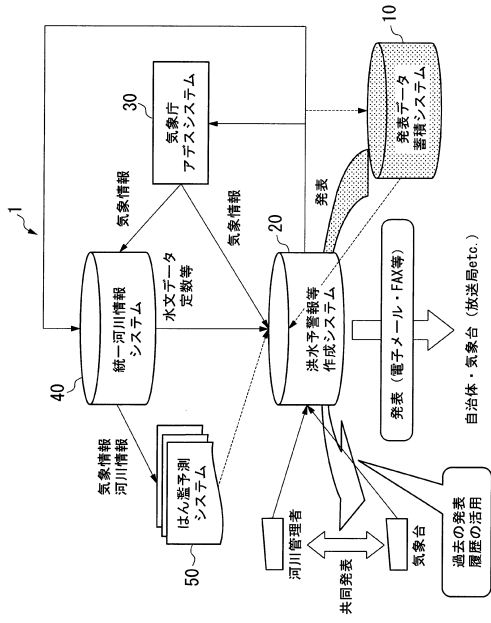 1
40
統一河川情報
システム
気象情報
30
気象庁
アデスシステム
気象情報
河川情報
水文データ
定数等
気象情報
はん濫予測
システム
50
20
洪水予警報等
作成システム
発表
10
発表データ
蓄積システム
河川管理者
共同発表
気象台
発表（電子メール・FAX等）
過去の発表
履歴の活用
自治体・気象台（放送局etc.）